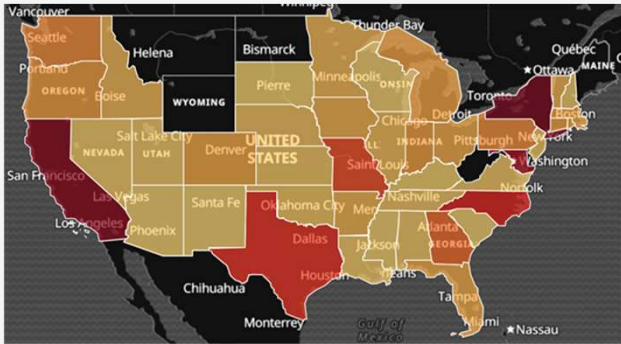 Vancouver
Winnipeg
Seattle
Thunder Bay
Québec
Helena
Bismarck
MAINE
Portland
Ottawa
OREGON
Boise
Pierre
Minneapolis
ONSIN
Toronto
WYOMING
Detroit
Boston
Chicago
Salt Lake City
NEVADA
UTAH
Denver
UNITED
STATES
ILL
INDIANA
Pittsburgh
New York
San Francisco
Saint Louis
Washington
Las Vegas
Norfolk
Nashville
Santa Fe
Oklahoma City
Mem
Los Angeles
Phoenix
Atlanta
Dallas
Jackson
GEORGIA
Houston
eans
Chihuahua
Tampa
Miami
Monterrey
Gulf of
Mexico
Nassau